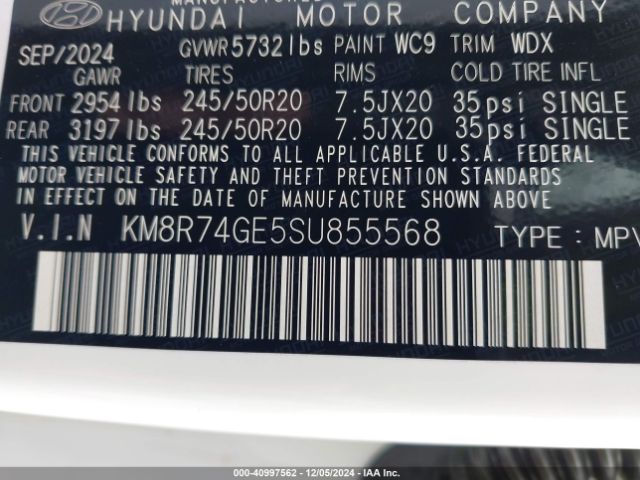 MANUFACTURED
HYUNDAI MOTOR COMPANY
SEP/2024 GVWR 5732 lbs PAINT WC9 TRIM WDX
GAWR TIRES RIMS COLD TIRE INFL
FRONT 2954 lbs 245/50R20 7.5JX20 35psi SINGLE
REAR 3197 lbs 245/50R20 7.5JX20 35psi SINGLE
THIS VEHICLE CONFORMS TO ALL APPLICABLE U.S.A. FEDERAL
MOTOR VEHICLE SAFETY AND THEFT PREVENTION STANDARDS
IN EFFECT ON THE DATE OF MANUFACTURE SHOWN ABOVE.
V.I.N KM8R74GE5SU855568 TYPE : MPV
000-40997562 - 12/05/2024 - IAA Inc.